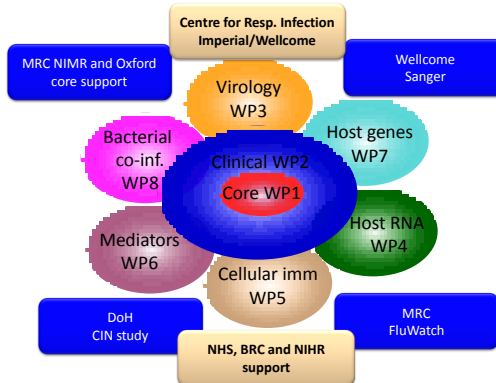 Centre for Resp. Infection
Imperial/Wellcome
MRC NIMR and Oxford
core support
Wellcome
Sanger
Virology
WP3
Bacterial
co-inf.
WP8
Host genes
WP7
Clinical WP2
Core WP1
Mediators
WP6
Host RNA
WP4
Cellular imm
WP5
DoH
CIN study
MRC
FluWatch
NHS, BRC and NIHR
support